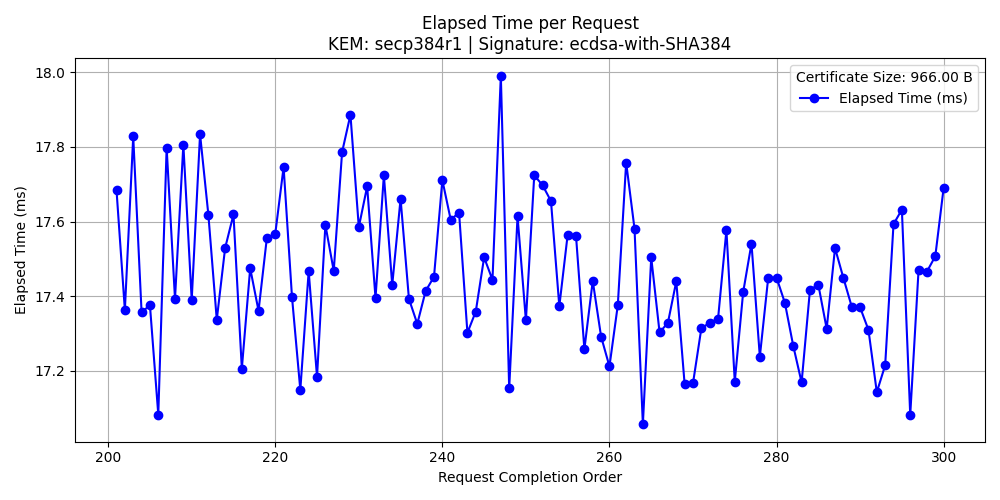 Elapsed Time per Request
KEM: secp384r1 | Signature: ecdsa-with-SHA384
Certificate Size: 966.00 B
Elapsed Time (ms)
Elapsed Time (ms)
18.0
17.8
17.6
17.4
17.2
200
220
240
260
280
300
Request Completion Order